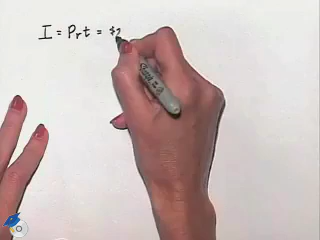 I = Prt = $2